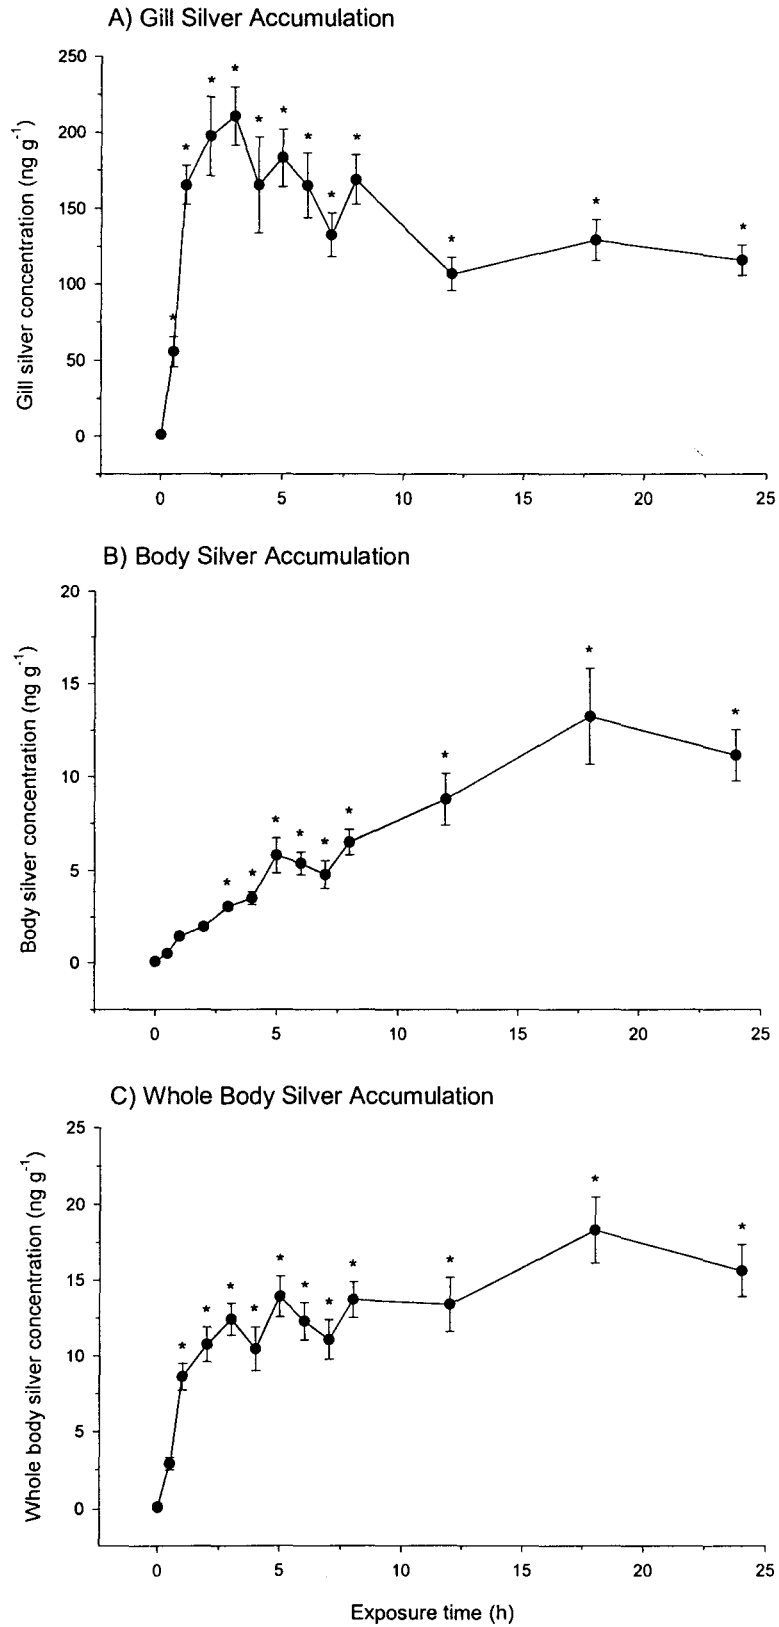 A) Gill Silver Accumulation
Gill silver concentration (ng g⁻¹)
250
200
150
100
50
0
* * * * * * * * * * * *
0 5 10 15 20 25
B) Body Silver Accumulation
Body silver concentration (ng g⁻¹)
20
15
10
5
0
* * * * * * * * *
0 5 10 15 20 25
C) Whole Body Silver Accumulation
Whole body silver concentration (ng g⁻¹)
25
20
15
10
5
0
* * * * * * * * * * *
0 5 10 15 20 25
Exposure time (h)